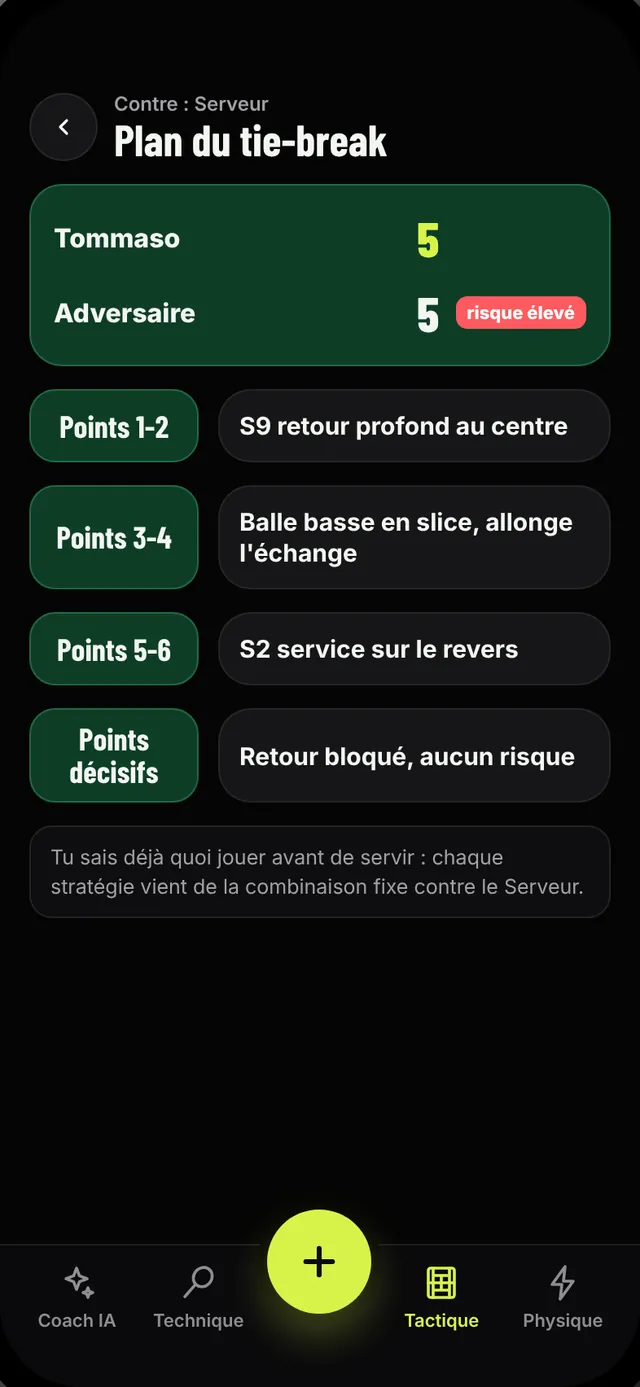 Contre : Serveur
Plan du tie-break
Tommaso 5
Adversaire 5 risque élevé
Points 1-2
S9 retour profond au centre
Points 3-4
Balle basse en slice, allonge
l'échange
Points 5-6
S2 service sur le revers
Points
décisifs
Retour bloqué, aucun risque
Tu sais déjà quoi jouer avant de servir : chaque
stratégie vient de la combinaison fixe contre le Serveur.
Coach IA
Technique
Tactique
Physique